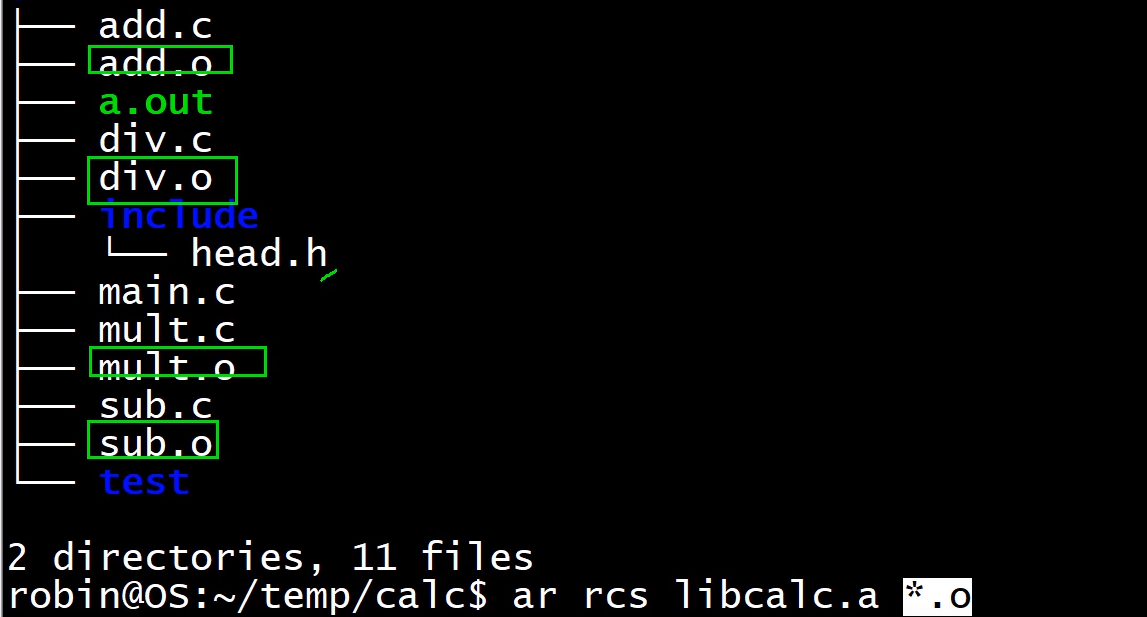 ├── add.c
├── add.o
├── a.out
├── div.c
├── div.o
├── include
│   └── head.h
├── main.c
├── mult.c
├── mult.o
├── sub.c
├── sub.o
└── test
2 directories, 11 files
robin@OS:~/temp/calc$ ar rcs libcalc.a *.o